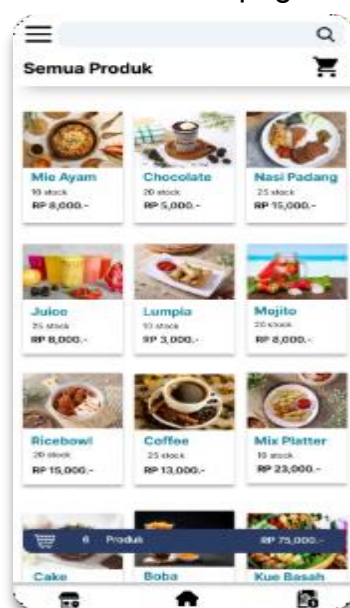 Semua Produk
Mie Ayam Chocolate Nasi Padang
10 stock 20 stock 25 stock
RP 8,000.- RP 5,000.- RP 15,000.-
Juice Lumpia Mojito
25 stock 10 stock 20 stock
RP 8,000.- RP 3,000.- RP 8,000.-
Ricebowl Coffee Mix Platter
20 stock 25 stock 10 stock
RP 15,000.- RP 13,000.- RP 23,000.-
6 Produk RP 75,000.-
Cake Boba Kue Basah